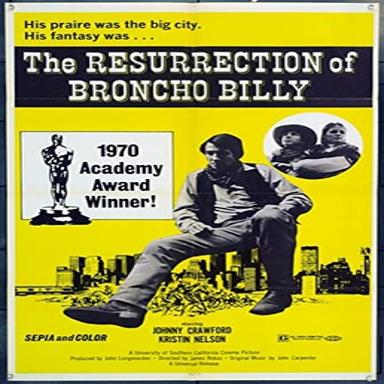 His praire was the big city.
His fantasy was . . .
The RESURRECTION of
BRONCHO BILLY
1970
Academy
Award
Winner!
starring
JOHNNY CRAWFORD
KRISTIN NELSON
SEPIA and COLOR
A University of Southern California Cinema Picture
Produced by John Longenecker • Directed by James Rokos • Original Music by John Carpenter
A Universal Release